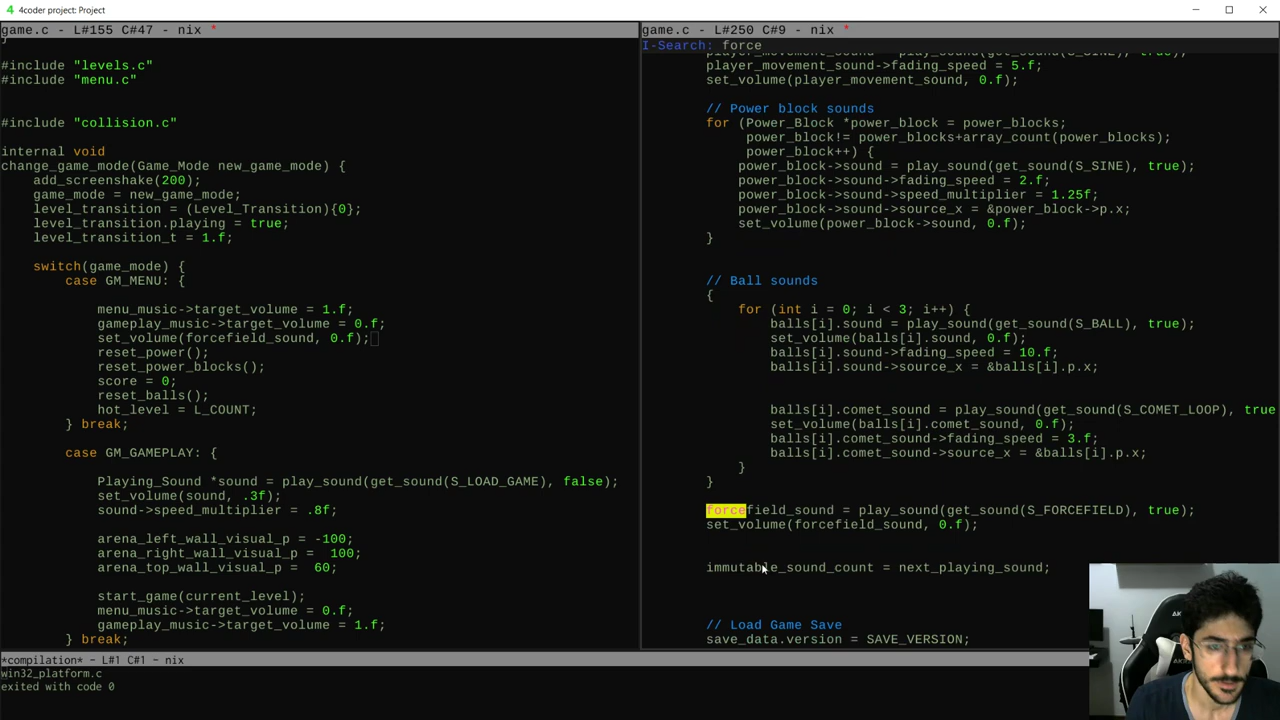 4 4coder project: Project
game.c - L#155 C#47 - nix *
}
#include "levels.c"
#include "menu.c"
#include "collision.c"
internal void
change_game_mode(Game_Mode new_game_mode) {
add_screenshake(200);
game_mode = new_game_mode;
level_transition = (Level_Transition){0};
level_transition.playing = true;
level_transition_t = 1.f;
switch(game_mode) {
case GM_MENU: {
menu_music->target_volume = 1.f;
gameplay_music->target_volume = 0.f;
set_volume(forcefield_sound, 0.f);
reset_power();
reset_power_blocks();
score = 0;
reset_balls();
hot_level = L_COUNT;
} break;
case GM_GAMEPLAY: {
Playing_Sound *sound = play_sound(get_sound(S_LOAD_GAME), false);
set_volume(sound, .3f);
sound->speed_multiplier = .8f;
arena_left_wall_visual_p = -100;
arena_right_wall_visual_p =  100;
arena_top_wall_visual_p =  60;
start_game(current_level);
menu_music->target_volume = 0.f;
gameplay_music->target_volume = 1.f;
} break;
game.c - L#250 C#9 - nix *
I-Search: force
player_movement_sound = play_sound(get_sound(S_SINE), true);
player_movement_sound->fading_speed = 5.f;
set_volume(player_movement_sound, 0.f);
// Power block sounds
for (Power_Block *power_block = power_blocks;
power_block!= power_blocks+array_count(power_blocks);
power_block++) {
power_block->sound = play_sound(get_sound(S_SINE), true);
power_block->sound->fading_speed = 2.f;
power_block->sound->speed_multiplier = 1.25f;
power_block->sound->source_x = &power_block->p.x;
set_volume(power_block->sound, 0.f);
}
// Ball sounds
{
for (int i = 0; i < 3; i++) {
balls[i].sound = play_sound(get_sound(S_BALL), true);
set_volume(balls[i].sound, 0.f);
balls[i].sound->fading_speed = 10.f;
balls[i].sound->source_x = &balls[i].p.x;
balls[i].comet_sound = play_sound(get_sound(S_COMET_LOOP), true
set_volume(balls[i].comet_sound, 0.f);
balls[i].comet_sound->fading_speed = 3.f;
balls[i].comet_sound->source_x = &balls[i].p.x;
}
}
forcefield_sound = play_sound(get_sound(S_FORCEFIELD), true);
set_volume(forcefield_sound, 0.f);
immutable_sound_count = next_playing_sound;
// Load Game Save
save_data.version = SAVE_VERSION;
*compilation* - L#1 C#1 - nix
win32_platform.c
exited with code 0